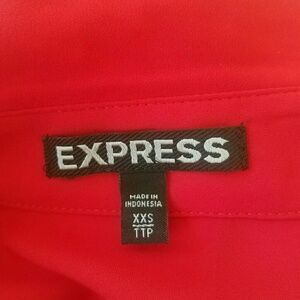 EXPRESS
MADE IN
INDONESIA
XXS
TTP